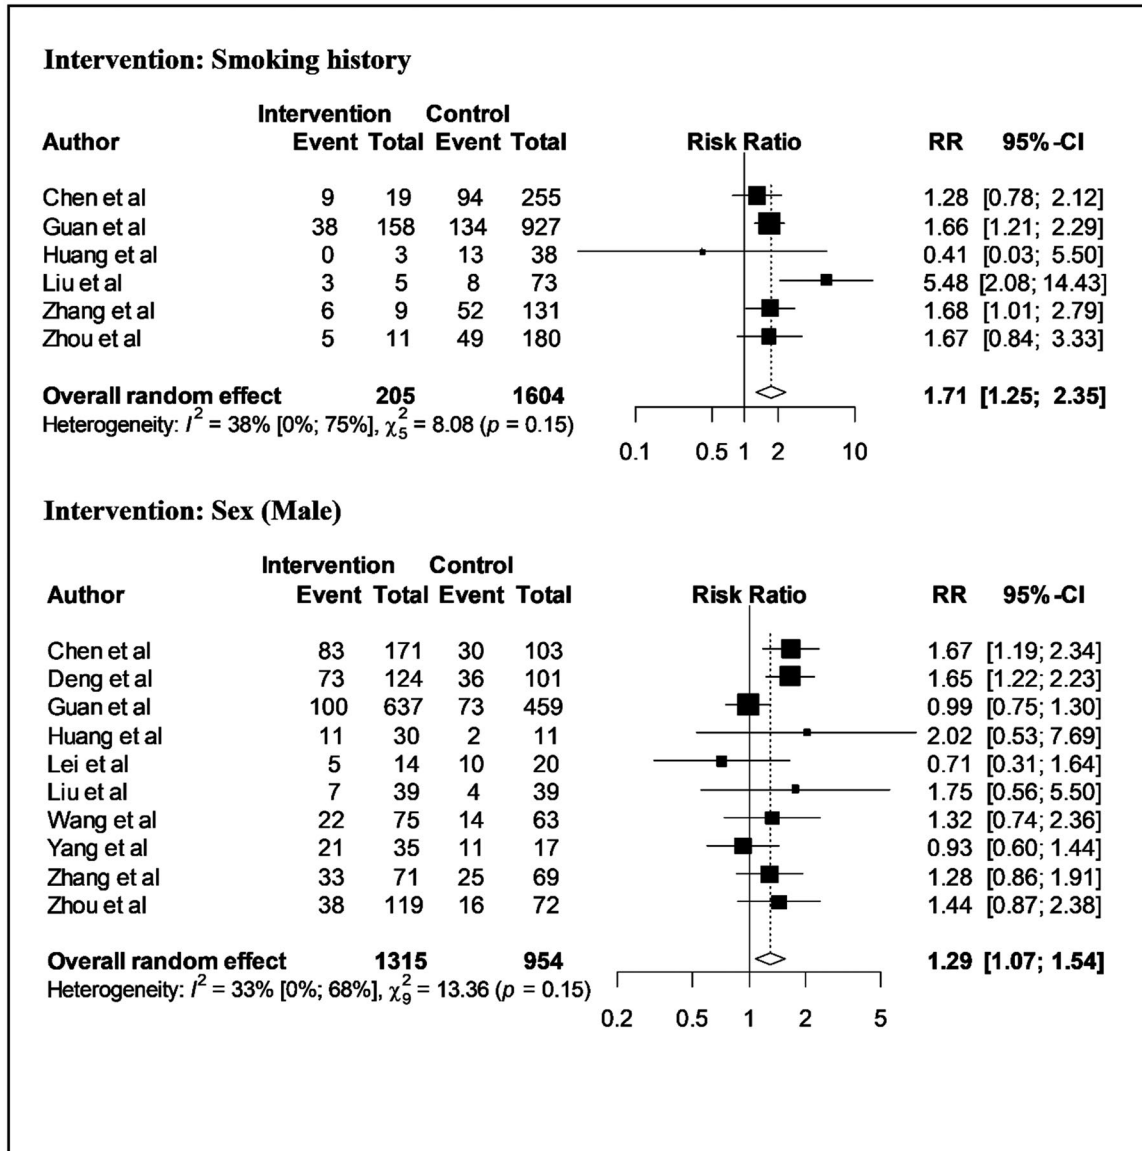 Intervention: Smoking history
Intervention Control
Author Event Total Event Total Risk Ratio RR 95%-CI
Chen et al 9 19 94 255 1.28 [0.78; 2.12]
Guan et al 38 158 134 927 1.66 [1.21; 2.29]
Huang et al 0 3 13 38 0.41 [0.03; 5.50]
Liu et al 3 5 8 73 5.48 [2.08; 14.43]
Zhang et al 6 9 52 131 1.68 [1.01; 2.79]
Zhou et al 5 11 49 180 1.67 [0.84; 3.33]
Overall random effect 205 1604 1.71 [1.25; 2.35]
Heterogeneity: I² = 38% [0%; 75%], χ²₅ = 8.08 (p = 0.15)
0.1 0.5 1 2 10
Intervention: Sex (Male)
Intervention Control
Author Event Total Event Total Risk Ratio RR 95%-CI
Chen et al 83 171 30 103 1.67 [1.19; 2.34]
Deng et al 73 124 36 101 1.65 [1.22; 2.23]
Guan et al 100 637 73 459 0.99 [0.75; 1.30]
Huang et al 11 30 2 11 2.02 [0.53; 7.69]
Lei et al 5 14 10 20 0.71 [0.31; 1.64]
Liu et al 7 39 4 39 1.75 [0.56; 5.50]
Wang et al 22 75 14 63 1.32 [0.74; 2.36]
Yang et al 21 35 11 17 0.93 [0.60; 1.44]
Zhang et al 33 71 25 69 1.28 [0.86; 1.91]
Zhou et al 38 119 16 72 1.44 [0.87; 2.38]
Overall random effect 1315 954 1.29 [1.07; 1.54]
Heterogeneity: I² = 33% [0%; 68%], χ²₉ = 13.36 (p = 0.15)
0.2 0.5 1 2 5